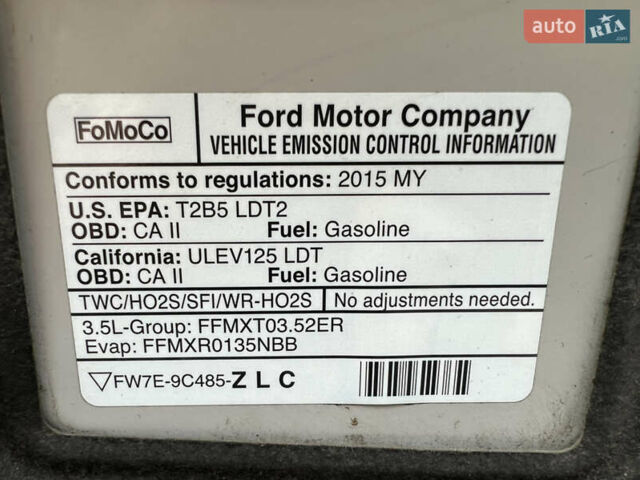 auto RIA .com
FoMoCo
Ford Motor Company
VEHICLE EMISSION CONTROL INFORMATION
Conforms to regulations: 2015 MY
U.S. EPA: T2B5 LDT2
OBD: CA II Fuel: Gasoline
California: ULEV125 LDT
OBD: CA II Fuel: Gasoline
TWC/HO2S/SFI/WR-HO2S No adjustments needed.
3.5L-Group: FFMXT03.52ER
Evap: FFMXR0135NBB
FW7E-9C485-Z L C